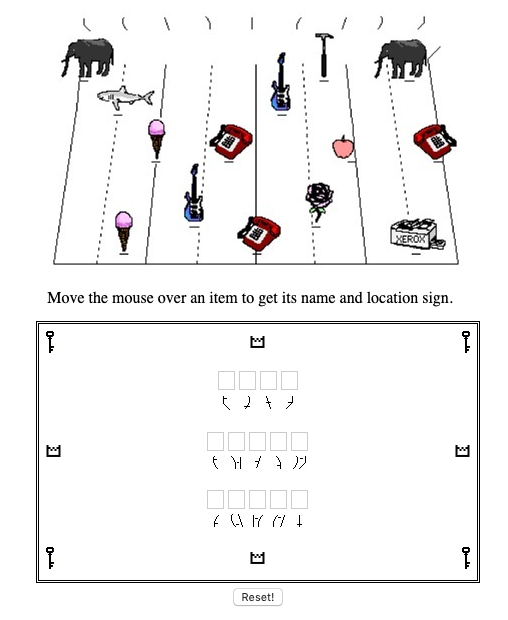 XEROX
Move the mouse over an item to get its name and location sign.
Reset!